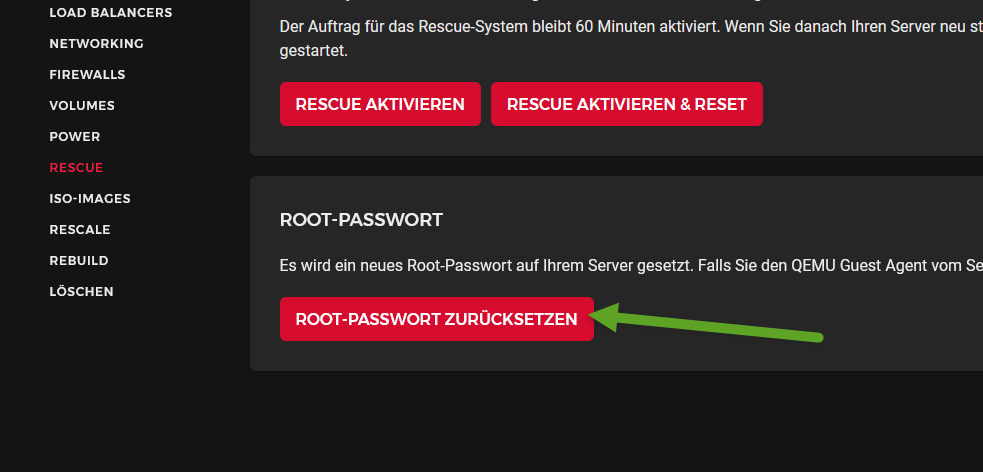 LOAD BALANCERS
NETWORKING
FIREWALLS
VOLUMES
POWER
RESCUE
ISO-IMAGES
RESCALE
REBUILD
LÖSCHEN
Der Auftrag für das Rescue-System bleibt 60 Minuten aktiviert. Wenn Sie danach Ihren Server neu st
gestartet.
RESCUE AKTIVIEREN
RESCUE AKTIVIEREN & RESET
ROOT-PASSWORT
Es wird ein neues Root-Passwort auf Ihrem Server gesetzt. Falls Sie den QEMU Guest Agent vom Se
ROOT-PASSWORT ZURÜCKSETZEN